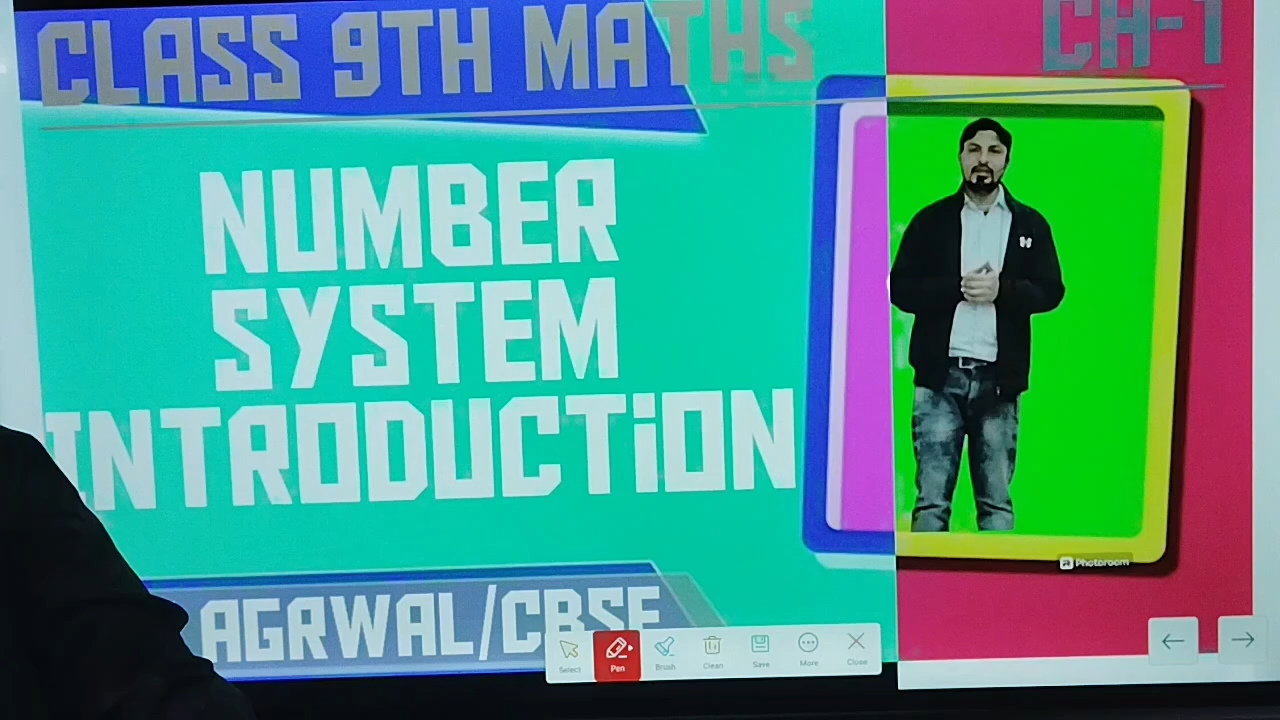 CLASS 9TH MATHS
CH-1
NUMBER
SYSTEM
INTRODUCTiON
AGRWAL/CBSE
Photoroom
Select
Pen
Brush
Clean
Save
More
Close